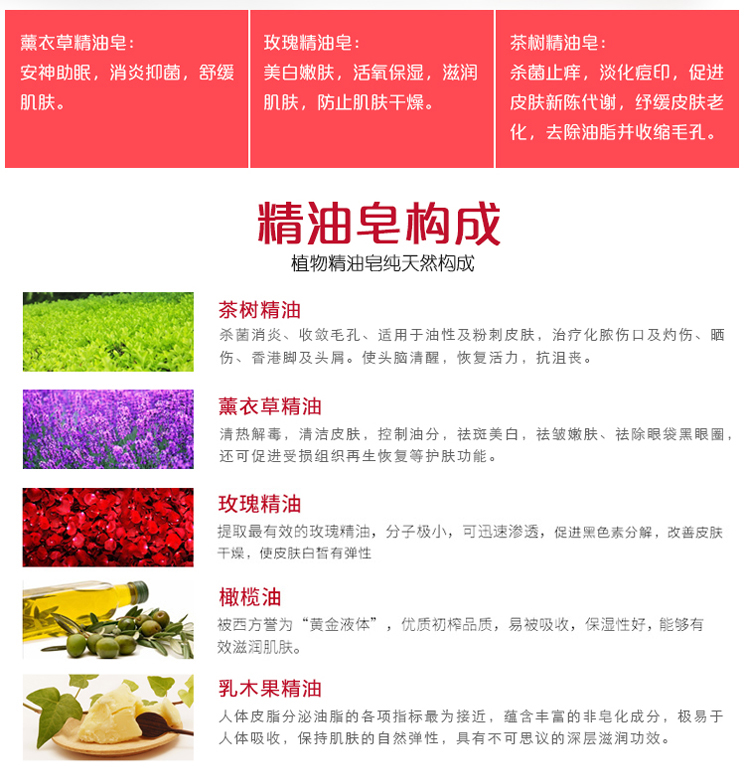 薰衣草精油皂：
安神助眠，消炎抑菌，舒缓
肌肤。
玫瑰精油皂：
美白嫩肤，活氧保湿，滋润
肌肤，防止肌肤干燥。
茶树精油皂：
杀菌止痒，淡化痘印，促进
皮肤新陈代谢，纾缓皮肤老
化，去除油脂并收缩毛孔。
精油皂构成
植物精油皂纯天然构成
茶树精油
杀菌消炎、收敛毛孔、适用于油性及粉刺皮肤，治疗化脓伤口及灼伤、晒
伤、香港脚及头屑。使头脑清醒，恢复活力，抗沮丧。
薰衣草精油
清热解毒，清洁皮肤，控制油分，祛斑美白，祛皱嫩肤、祛除眼袋黑眼圈，
还可促进受损组织再生恢复等护肤功能。
玫瑰精油
提取最有效的玫瑰精油，分子极小，可迅速渗透，促进黑色素分解，改善皮肤
干燥，使皮肤白皙有弹性
橄榄油
被西方誉为“黄金液体”，优质初榨品质，易被吸收，保湿性好，能够有
效滋润肌肤。
乳木果精油
人体皮脂分泌油脂的各项指标最为接近，蕴含丰富的非皂化成分，极易于
人体吸收，保持肌肤的自然弹性，具有不可思议的深层滋润功效。